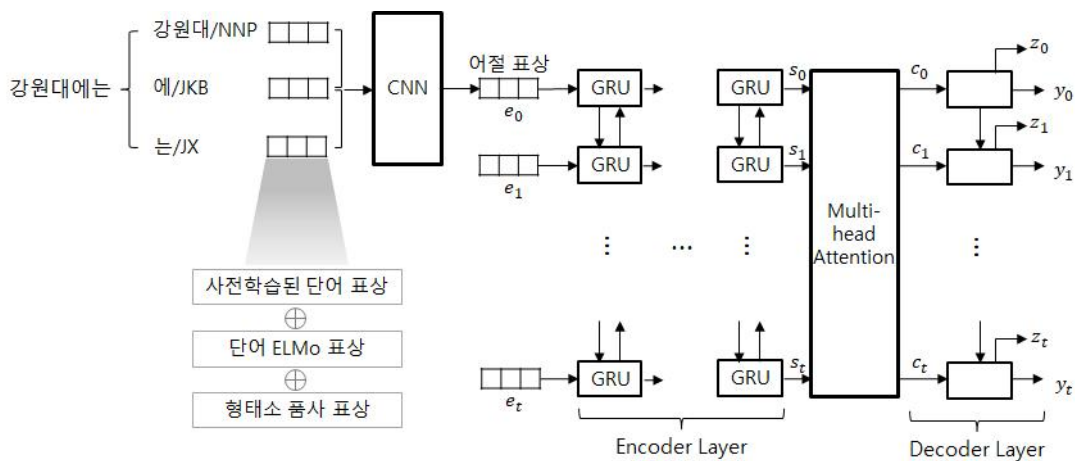 강원대에는
강원대/NNP
에/JKB
는/JX
사전학습된 단어 표상
⊕
단어 ELMo 표상
⊕
형태소 품사 표상
CNN
어절 표상
e₀
e₁
⋮
eₜ
GRU
GRU
⋮
GRU
...
GRU
GRU
⋮
GRU
s₀
s₁
sₜ
Multi-
head
Attention
c₀
c₁
cₜ
z₀
y₀
z₁
y₁
⋮
zₜ
yₜ
Encoder Layer
Decoder Layer